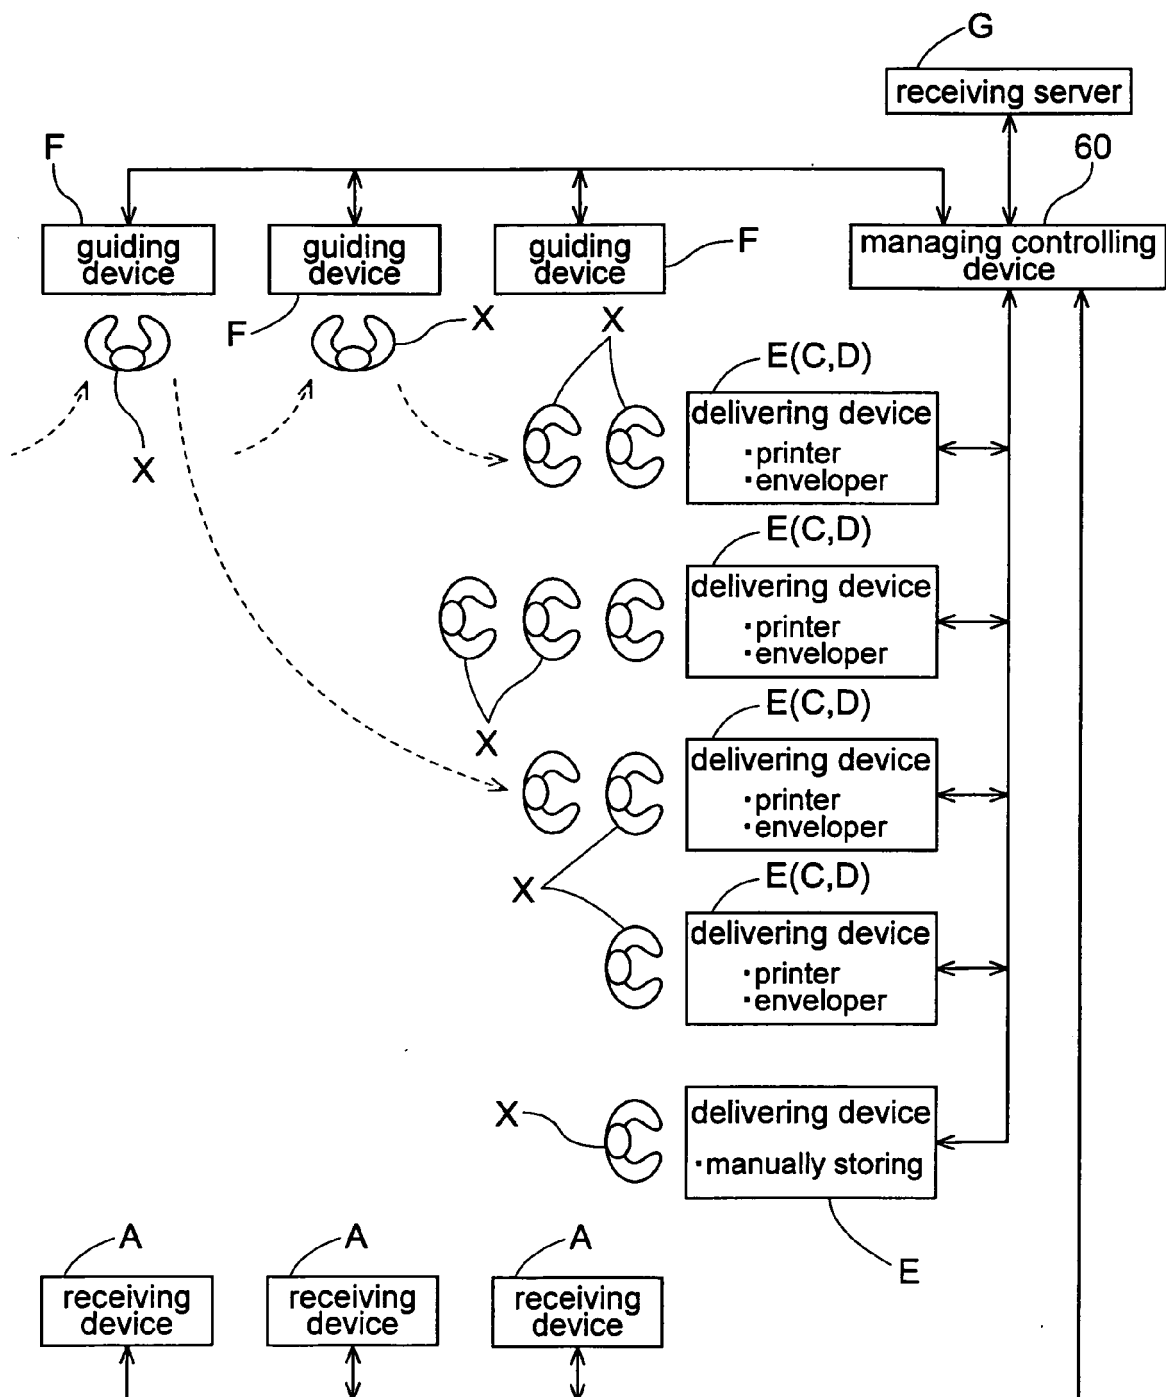 G
receiving server
F
60
guiding
device
guiding
device
guiding
device
F
managing controlling
device
F
X
X
X
E(C,D)
delivering device
・printer
・enveloper
E(C,D)
delivering device
・printer
・enveloper
X
E(C,D)
delivering device
・printer
・enveloper
X
E(C,D)
delivering device
・printer
・enveloper
X
delivering device
・manually storing
E
A
A
A
receiving
device
receiving
device
receiving
device